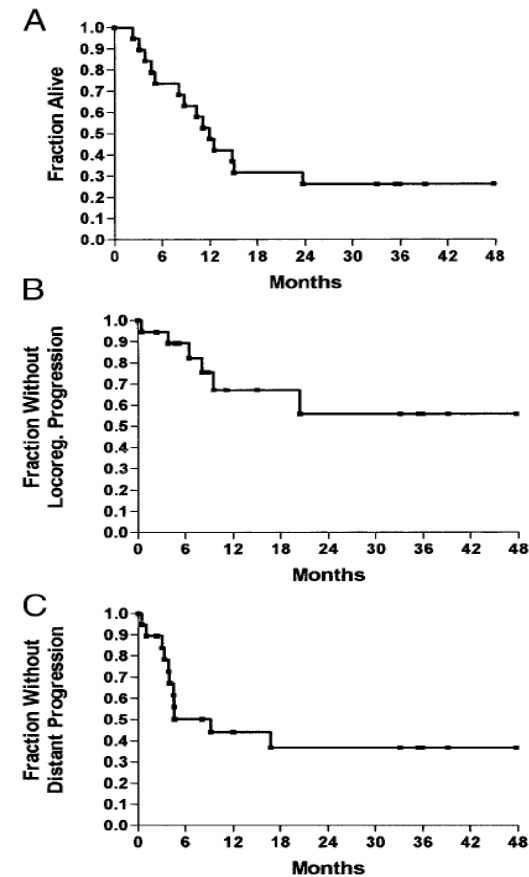 A
Fraction Alive
1.0
0.9
0.8
0.7
0.6
0.5
0.4
0.3
0.2
0.1
0.0
0 6 12 18 24 30 36 42 48
Months
B
Fraction Without
Locoreg. Progression
1.0
0.9
0.8
0.7
0.6
0.5
0.4
0.3
0.2
0.1
0.0
0 6 12 18 24 30 36 42 48
Months
C
Fraction Without
Distant Progression
1.0
0.9
0.8
0.7
0.6
0.5
0.4
0.3
0.2
0.1
0.0
0 6 12 18 24 30 36 42 48
Months